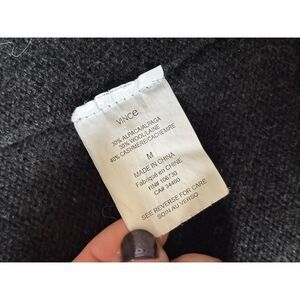 VINCE
30% ALPACA/ALPAGA
30% WOOL/LAINE
40% CASHMERE/CACHEMIRE
M
MADE IN CHINA
Fabriqué en CHINE
RN# 106730
CA# 34460
SEE REVERSE FOR CARE
SOIN AU VERSO